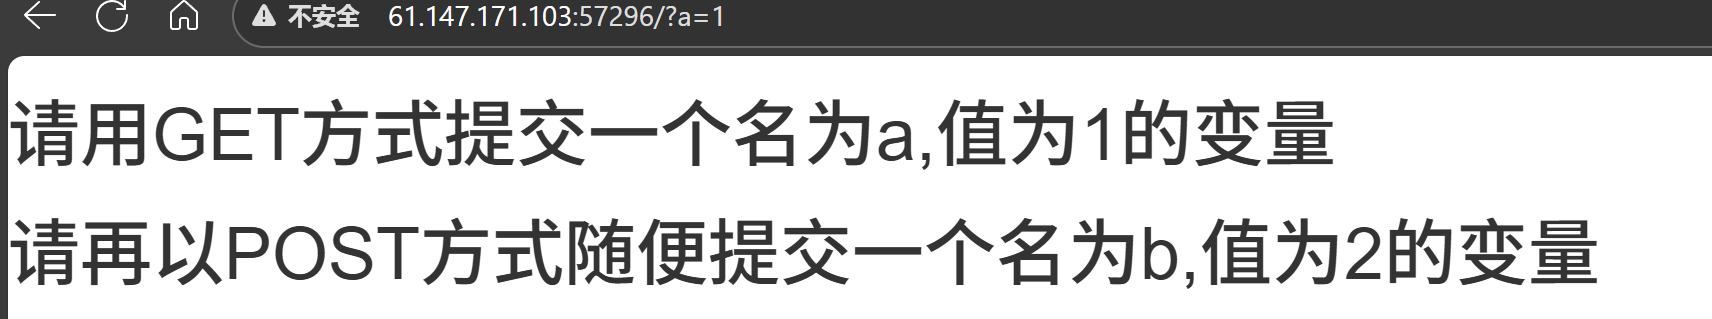 不安全 61.147.171.103:57296/?a=1
请用GET方式提交一个名为a,值为1的变量
请再以POST方式随便提交一个名为b,值为2的变量